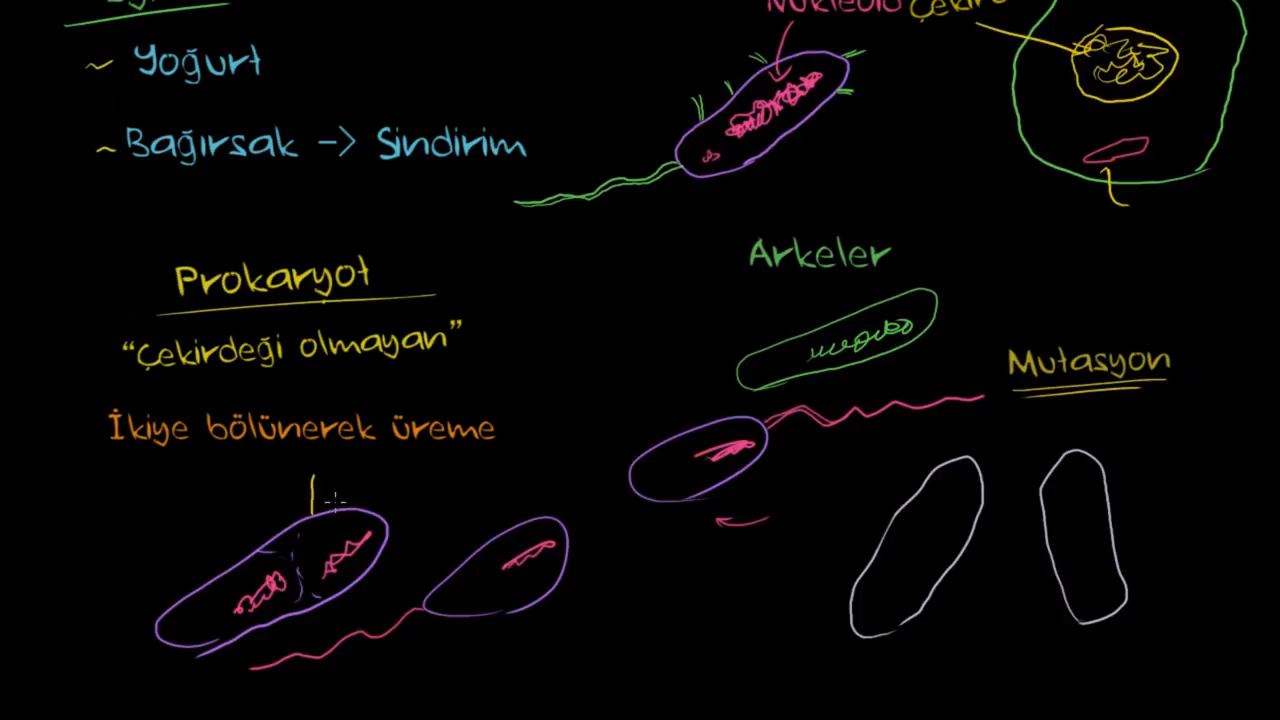 ~ Yoğurt
~ Bağırsak -> Sindirim
Prokaryot
"Çekirdeği olmayan"
İkiye bölünerek üreme
Arkeler
Mutasyon